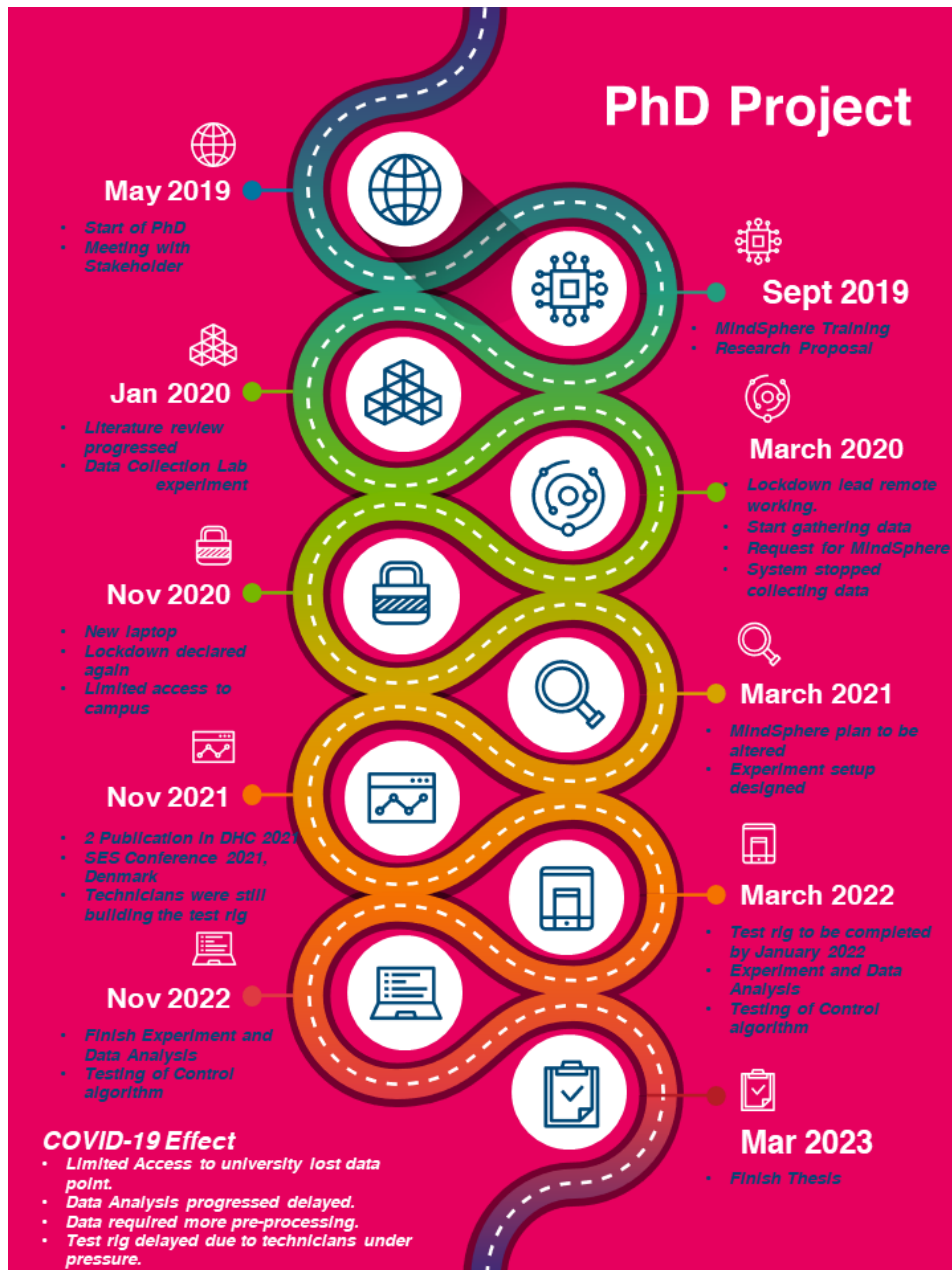 PhD Project
May 2019
• Start of PhD
• Meeting with
Stakeholder
Sept 2019
• MindSphere Training
• Research Proposal
Jan 2020
• Literature review
progressed
• Data Collection Lab
experiment
March 2020
• Lockdown lead remote
working.
• Start gathering data
• Request for MindSphere
• System stopped
collecting data
Nov 2020
• New laptop
• Lockdown declared
again
• Limited access to
campus
March 2021
• MindSphere plan to be
altered
• Experiment setup
designed
Nov 2021
• 2 Publication in DHC 2021
• SES Conference 2021,
Denmark
• Technicians were still
building the test rig
March 2022
• Test rig to be completed
by January 2022
• Experiment and Data
Analysis
• Testing of Control
algorithm
Nov 2022
• Finish Experiment and
Data Analysis
• Testing of Control
algorithm
Mar 2023
• Finish Thesis
COVID-19 Effect
• Limited Access to university lost data
point.
• Data Analysis progressed delayed.
• Data required more pre-processing.
• Test rig delayed due to technicians under
pressure.